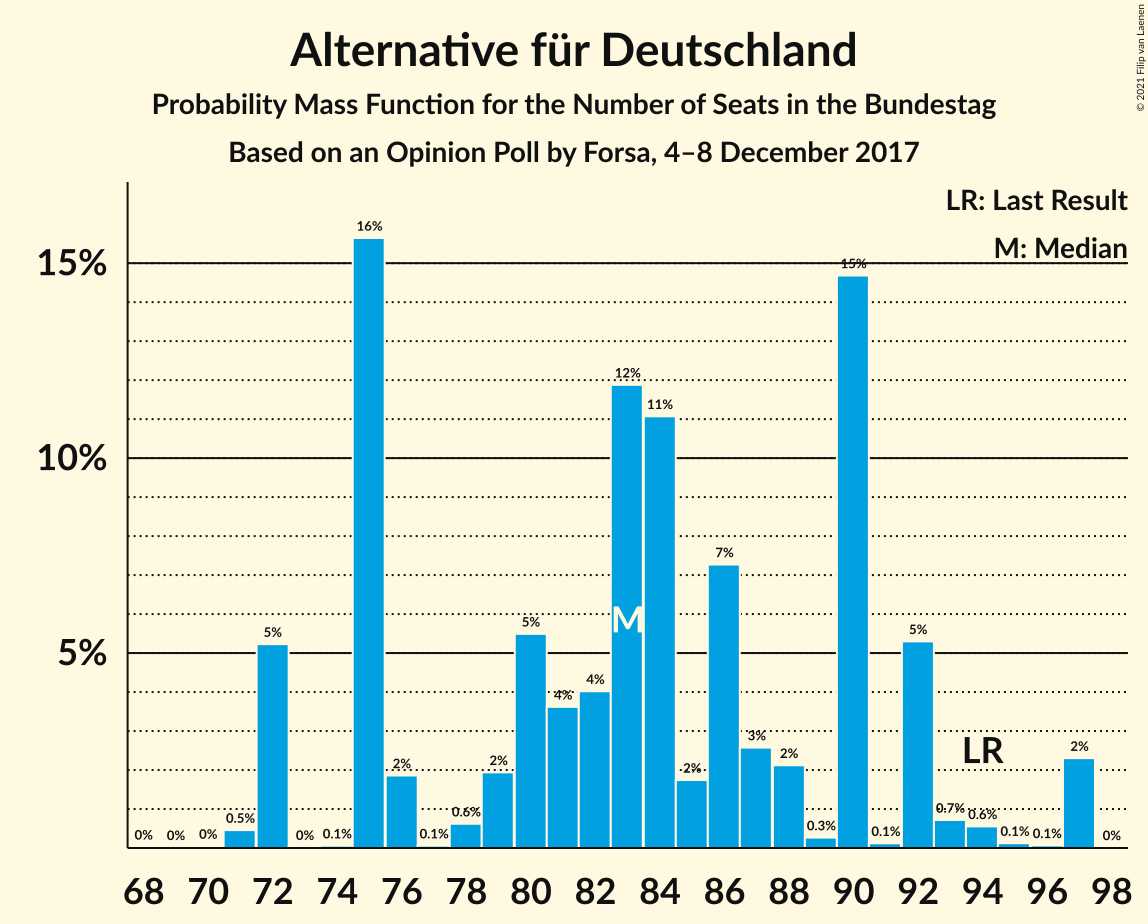 Alternative für Deutschland
Probability Mass Function for the Number of Seats in the Bundestag
Based on an Opinion Poll by Forsa, 4–8 December 2017
© 2021 Filip van Laenen
LR: Last Result
M: Median
15%
10%
5%
0% 0% 0% 0.5% 5% 0% 0.1% 16% 2% 0.1% 0.6% 2% 5% 4% 4% 12% 11% 2% 7% 3% 2% 0.3% 15% 0.1% 5% 0.7% 0.6% 0.1% 0.1% 2% 0%
M
LR
68 70 72 74 76 78 80 82 84 86 88 90 92 94 96 98